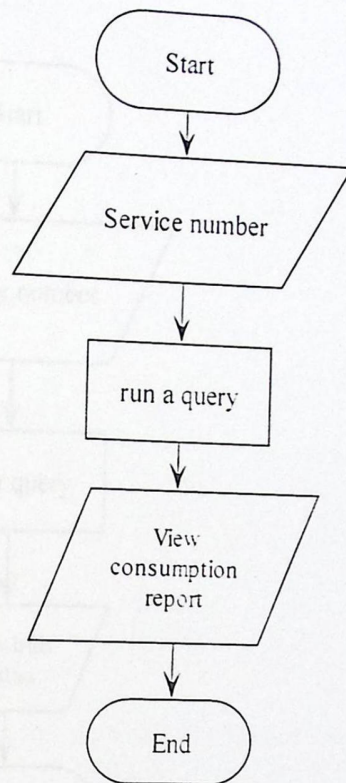 Start
Service number
run a query
View
consumption
report
End